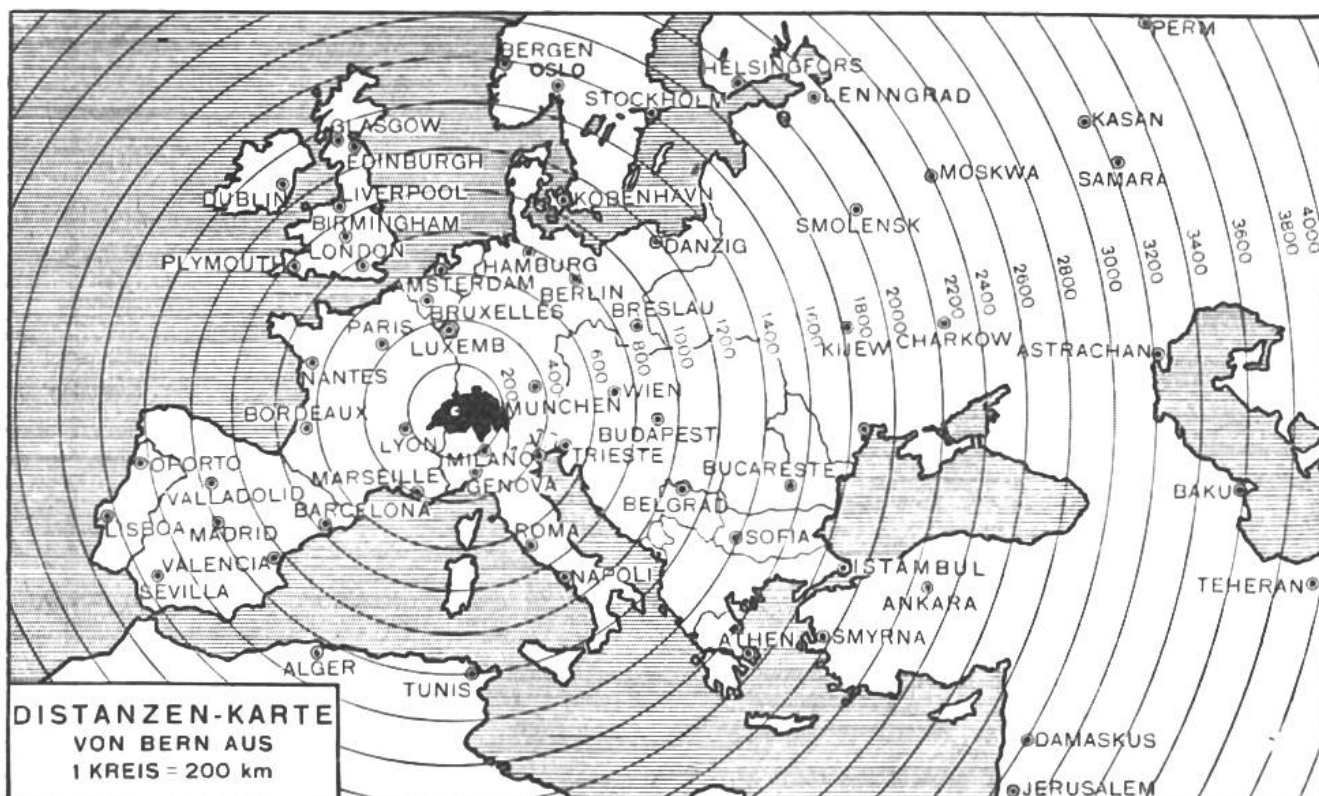 PERM
BERGEN
OSLO
HELSINGFORS
STOCKHOLM
LENINGRAD
KASAN
GLASGOW
EDINBURGH
MOSKWA
SAMARA
DUBLIN
LIVERPOOL
KOBENHAVN
BIRMINGHAM
SMOLENSK
DANZIG
PLYMOUTH
LONDON
HAMBURG
AMSTERDAM
BERLIN
BRUXELLES
BRESLAU
PARIS
LUXEMB
KIJEW
CHARKOW
ASTRACHAN
200
400
600
800
1000
1200
1400
1600
1800
2000
2200
2400
2600
2800
3000
3200
3400
3600
3800
4000
NANTES
WIEN
BORDEAUX
MUNCHEN
LYON
BUDAPEST
MILANO
TRIESTE
OPORTO
BUCARESTE
VALLADOLID
MARSEILLE
GENOVA
BELGRAD
BAKU
LISBOA
MADRID
BARCELONA
ROMA
SOFIA
VALENCIA
SEVILLA
NAPOLI
ISTAMBUL
ANKARA
TEHERAN
ATHENA
SMYRNA
ALGER
TUNIS
DAMASKUS
JERUSALEM
DISTANZEN-KARTE
VON BERN AUS
1 KREIS = 200 km